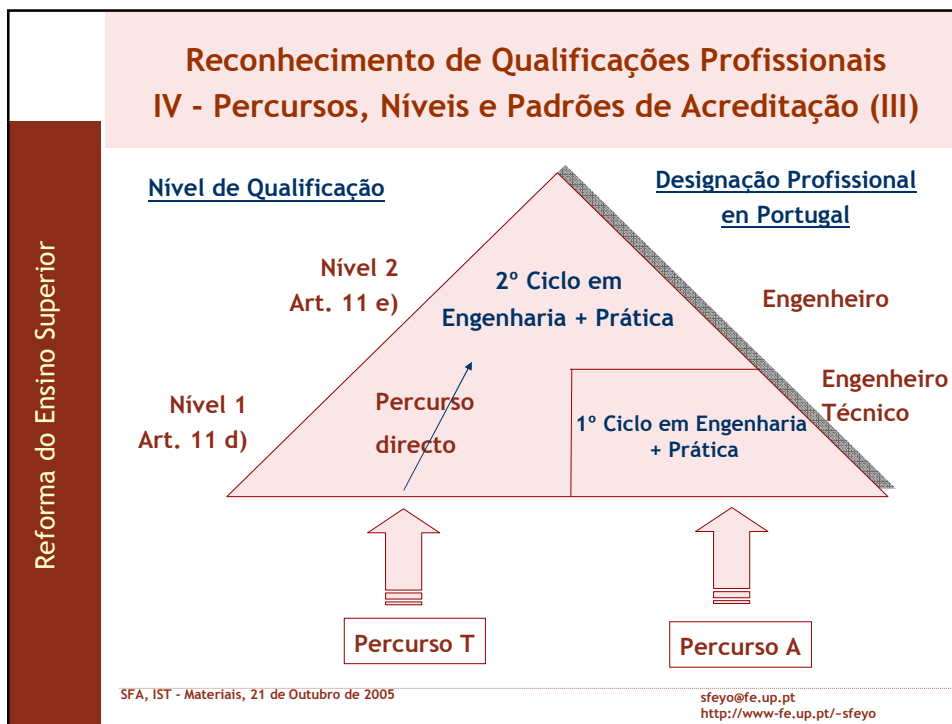 Reconhecimento de Qualificações Profissionais
IV - Percursos, Níveis e Padrões de Acreditação (III)
Reforma do Ensino Superior
Nível de Qualificação
Designação Profissional
en Portugal
Nível 2
Art. 11 e)
2º Ciclo em
Engenharia + Prática
Engenheiro
Nível 1
Art. 11 d)
Percurso
directo
1º Ciclo em Engenharia
+ Prática
Engenheiro
Técnico
Percurso T
Percurso A
SFA, IST - Materiais, 21 de Outubro de 2005
sfeyo@fe.up.pt
http://www-fe.up.pt/~sfeyo